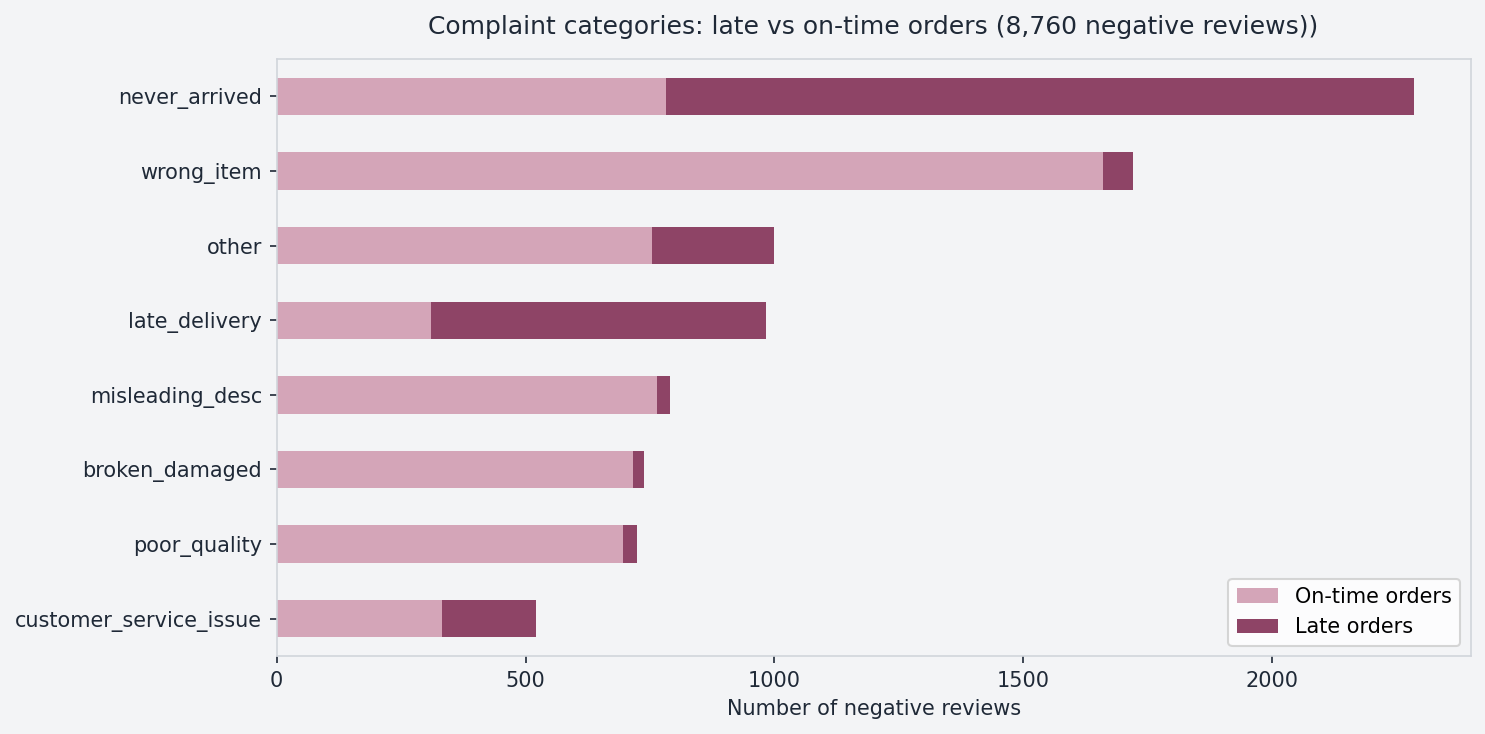 Complaint categories: late vs on-time orders (8,760 negative reviews))
never_arrived
wrong_item
other
late_delivery
misleading_desc
broken_damaged
poor_quality
customer_service_issue
On-time orders
Late orders
0 500 1000 1500 2000
Number of negative reviews